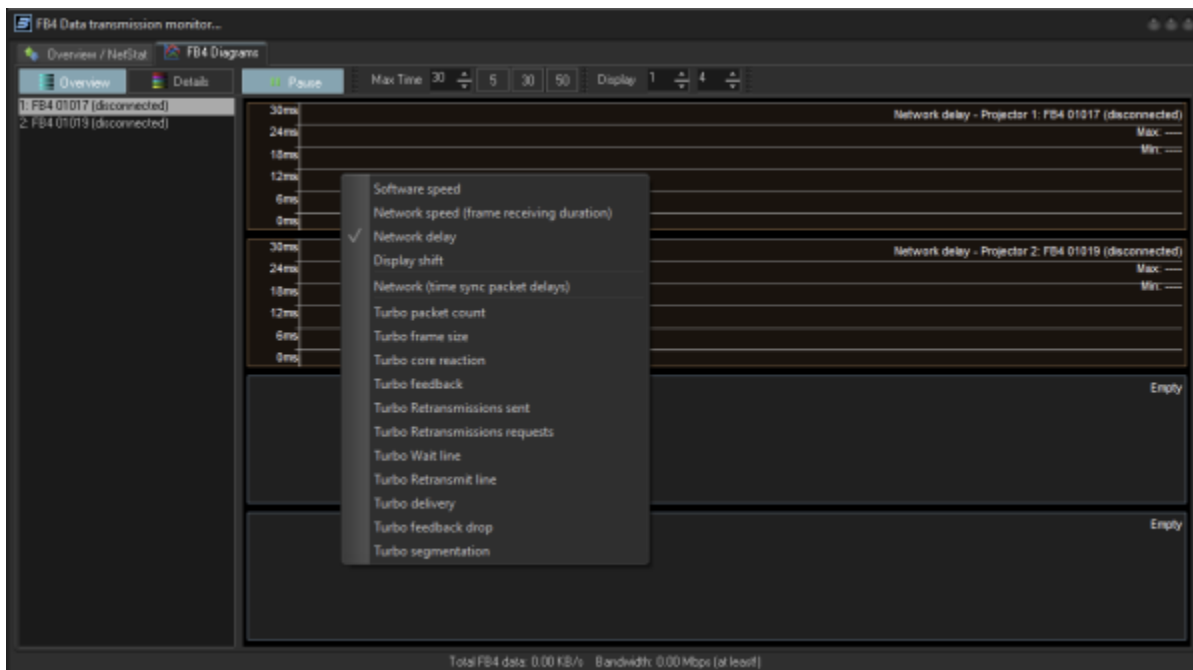 FB4 Data transmission monitor...
Overview / NetStat FB4 Diagrams
Overview Details Pause Max Time 30 5 30 50 Display 1 4
1: FB4 01017 (disconnected)
2: FB4 01019 (disconnected)
30ms
Network delay - Projector 1: FB4 01017 (disconnected)
24ms
Max: ----
18ms
Min: ----
12ms
6ms
0ms
30ms
Network delay - Projector 2: FB4 01019 (disconnected)
24ms
Max: ----
18ms
Min: ----
12ms
6ms
0ms
Software speed
Network speed (frame receiving duration)
Network delay
Display shift
Network (time sync packet delays)
Turbo packet count
Turbo frame size
Turbo core reaction
Turbo feedback
Turbo Retransmissions sent
Turbo Retransmissions requests
Turbo Wait line
Turbo Retransmit line
Turbo delivery
Turbo feedback drop
Turbo segmentation
Empty
Empty
Total FB4 data: 0.00 KB/s Bandwidth: 0.00 Mbps (at least!)